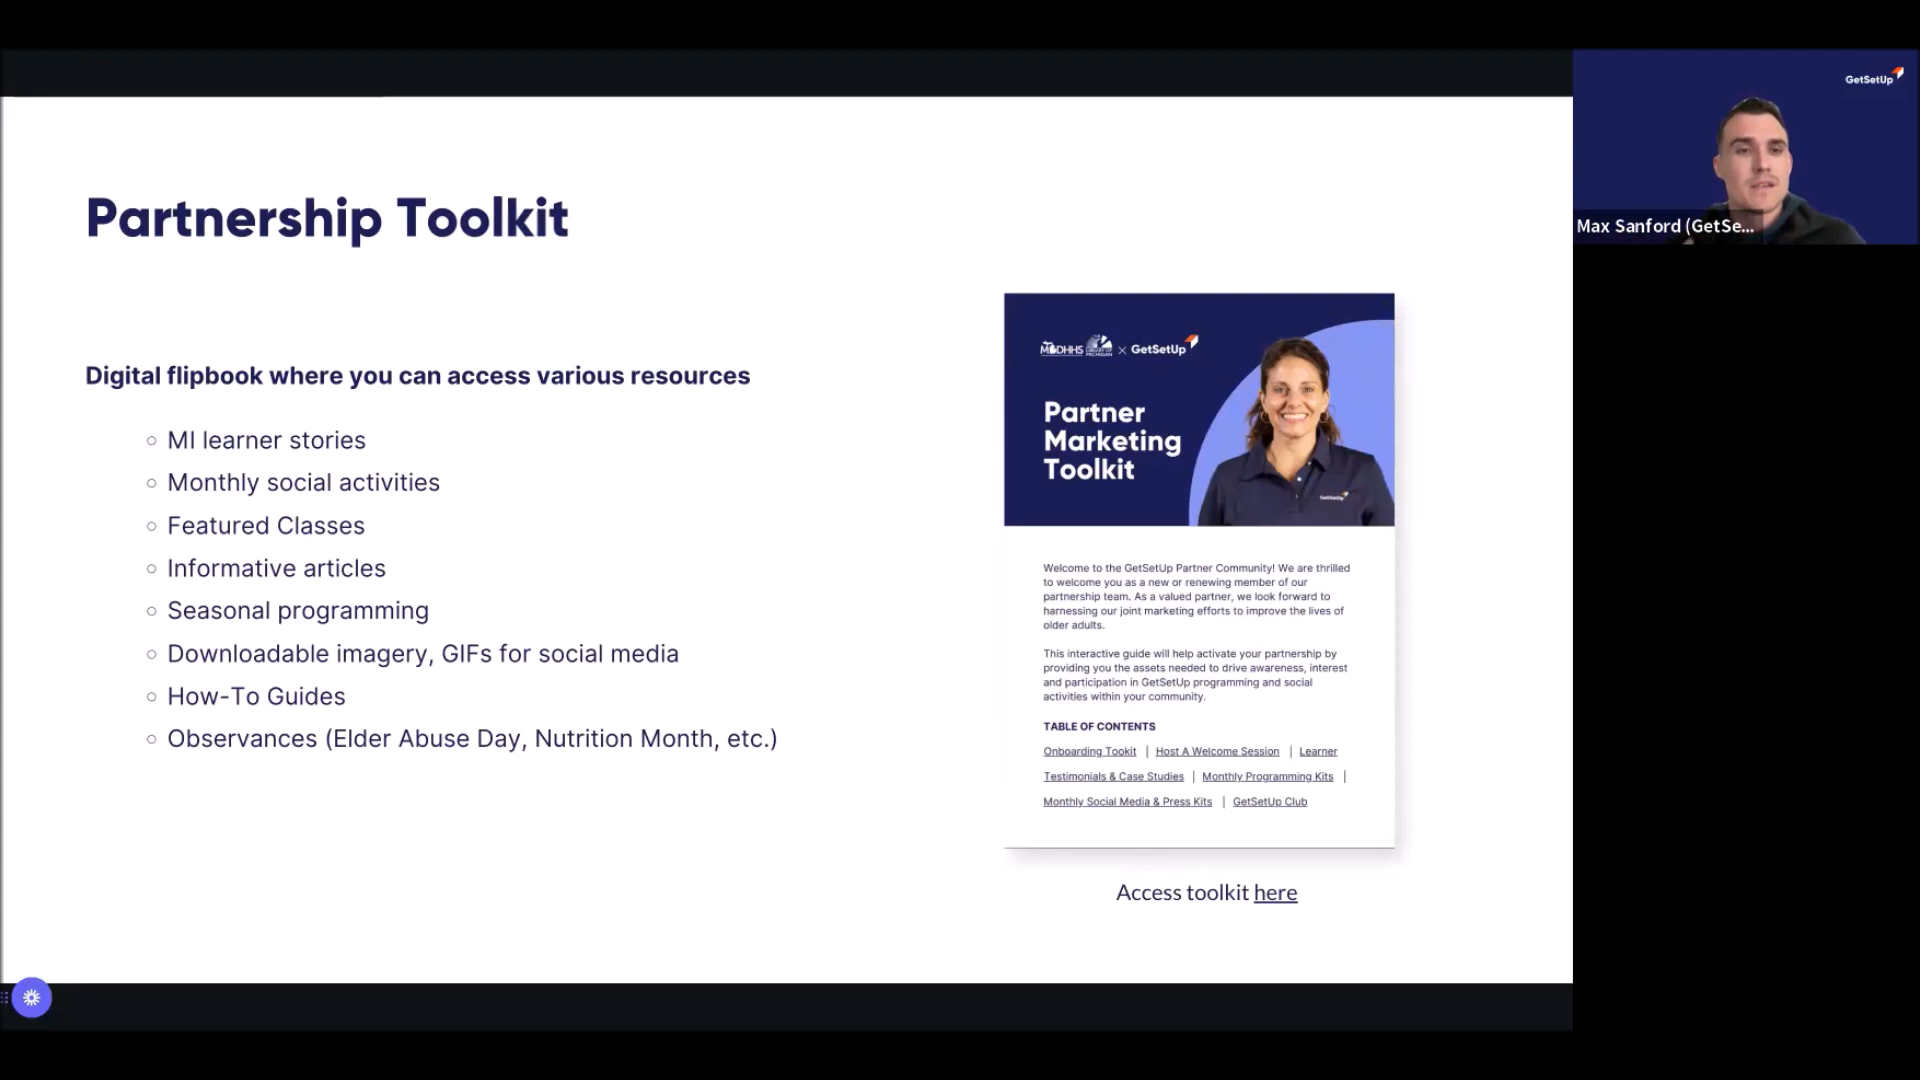 GetSetUp
Max Sanford (GetSe...
Partnership Toolkit
Digital flipbook where you can access various resources
MI learner stories
Monthly social activities
Featured Classes
Informative articles
Seasonal programming
Downloadable imagery, GIFs for social media
How-To Guides
Observances (Elder Abuse Day, Nutrition Month, etc.)
MDHHS LIBRARY OF MICHIGAN × GetSetUp
Partner
Marketing
Toolkit
GetSetUp
Welcome to the GetSetUp Partner Community! We are thrilled
to welcome you as a new or renewing member of our
partnership team. As a valued partner, we look forward to
harnessing our joint marketing efforts to improve the lives of
older adults.
This interactive guide will help activate your partnership by
providing you the assets needed to drive awareness, interest
and participation in GetSetUp programming and social
activities within your community.
TABLE OF CONTENTS
Onboarding Tookit | Host A Welcome Session | Learner
Testimonials & Case Studies | Monthly Programming Kits |
Monthly Social Media & Press Kits | GetSetUp Club
Access toolkit here